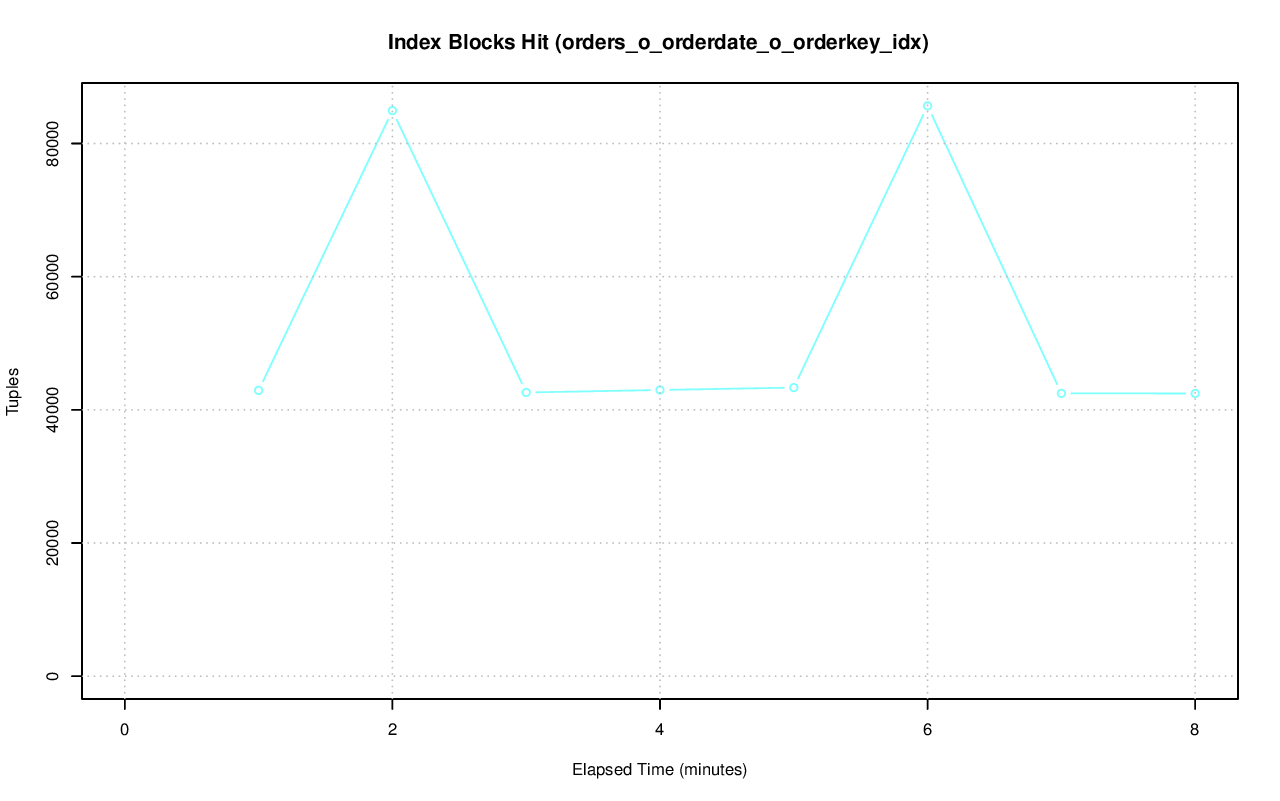 Index Blocks Hit (orders_o_orderdate_o_orderkey_idx)
80000
60000
40000
20000
0
Tuples
0 2 4 6 8
Elapsed Time (minutes)